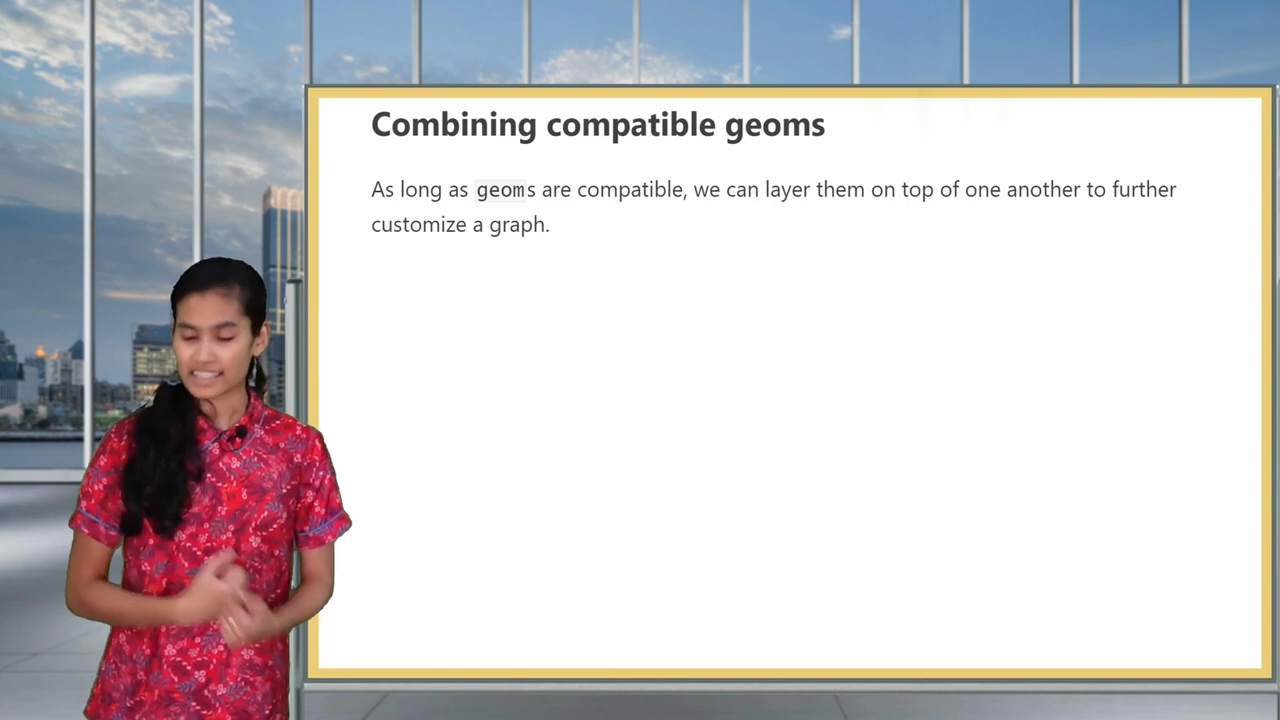 Combining compatible geoms
As long as geoms are compatible, we can layer them on top of one another to further
customize a graph.